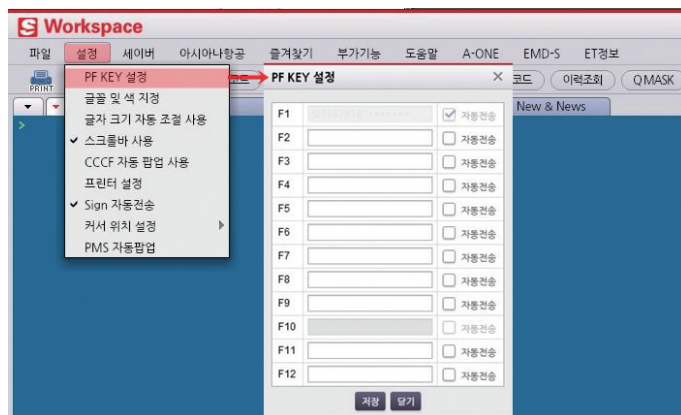 S Workspace
파일 설정 세이버 아시아나항공 즐겨찾기 부가기능 도움말 A-ONE EMD-S ET정보
PRINT 코드 이력조회 QMASK
New & News
>
PF KEY 설정
글꼴 및 색 지정
글자 크기 자동 조절 사용
✔ 스크롤바 사용
CCCF 자동 팝업 사용
프린터 설정
✔ Sign 자동전송
커서 위치 설정
PMS 자동팝업
PF KEY 설정 ×
F1 자동전송
F2 자동전송
F3 자동전송
F4 자동전송
F5 자동전송
F6 자동전송
F7 자동전송
F8 자동전송
F9 자동전송
F10 자동전송
F11 자동전송
F12 자동전송
저장 닫기